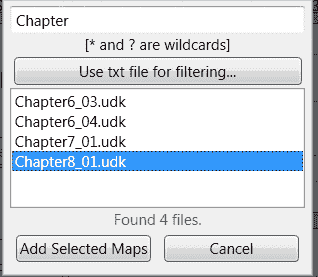 Chapter
[* and ? are wildcards]
Use txt file for filtering...
Chapter6_03.udk
Chapter6_04.udk
Chapter7_01.udk
Chapter8_01.udk
Found 4 files.
Add Selected Maps Cancel